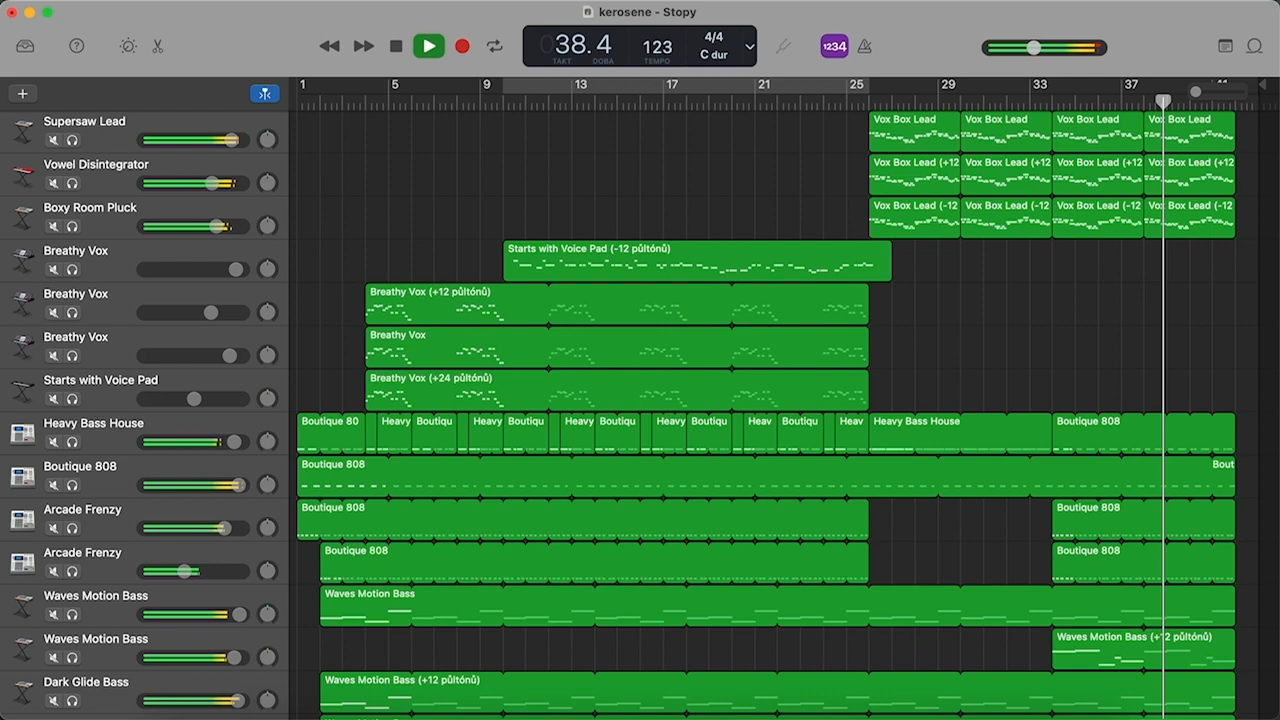 kerosene - Stopy
038.4
TAKT DOBA
123
TEMPO
4/4
C dur
1234
1 5 9 13 17 21 25 29 33 37
Supersaw Lead
Vox Box Lead Vox Box Lead Vox Box Lead Vox Box Lead
Vowel Disintegrator
Vox Box Lead (+12 Vox Box Lead (+12 Vox Box Lead (+12 Vox Box Lead (+12
Boxy Room Pluck
Vox Box Lead (-12 Vox Box Lead (-12 Vox Box Lead (-12 Vox Box Lead (-12
Breathy Vox
Starts with Voice Pad (-12 půltónů)
Breathy Vox
Breathy Vox (+12 půltónů)
Breathy Vox
Breathy Vox
Starts with Voice Pad
Breathy Vox (+24 půltónů)
Heavy Bass House
Boutique 80 Heavy Boutiqu Heavy Boutiqu Heavy Boutiqu Heavy Boutiqu Heav Boutiqu Heav Heavy Bass House Boutique 808
Boutique 808
Boutique 808 Bout
Arcade Frenzy
Boutique 808 Boutique 808
Arcade Frenzy
Boutique 808 Boutique 808
Waves Motion Bass
Waves Motion Bass
Waves Motion Bass
Waves Motion Bass (+12 půltónů)
Dark Glide Bass
Waves Motion Bass (+12 půltónů)